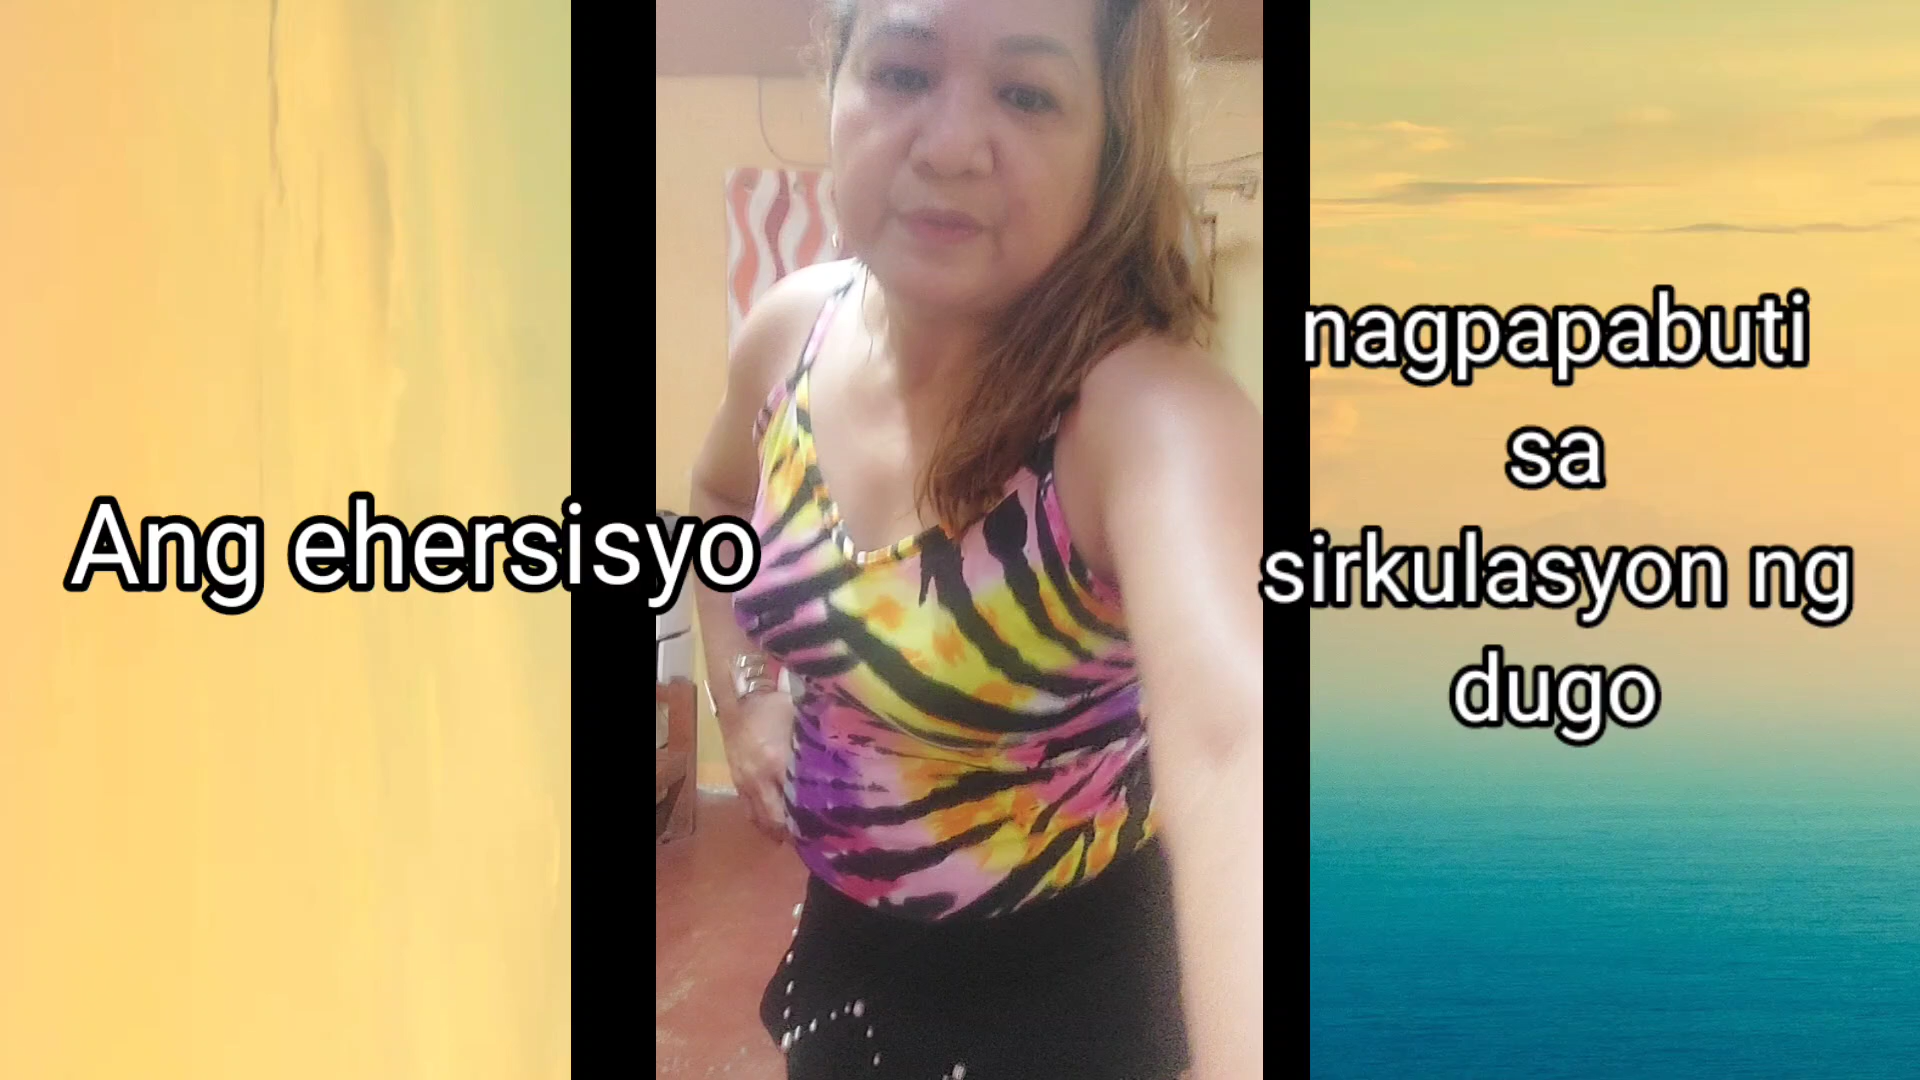 Ang ehersisyo
nagpapabuti
sa
sirkulasyon ng
dugo